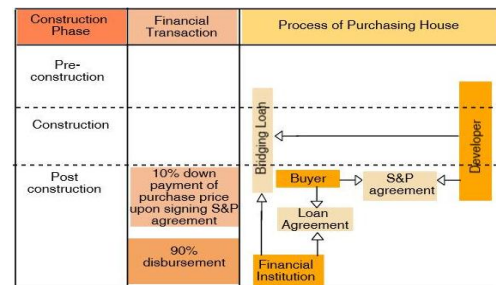 Construction
Phase
Financial
Transaction
Process of Purchasing House
Pre-
construction
Construction
Bridging Loan
Developer
Post
construction
10% down
payment of
purchase price
upon signing S&P
agreement
Buyer
S&P
agreement
Loan
Agreement
90%
disbursement
Financial
Institution